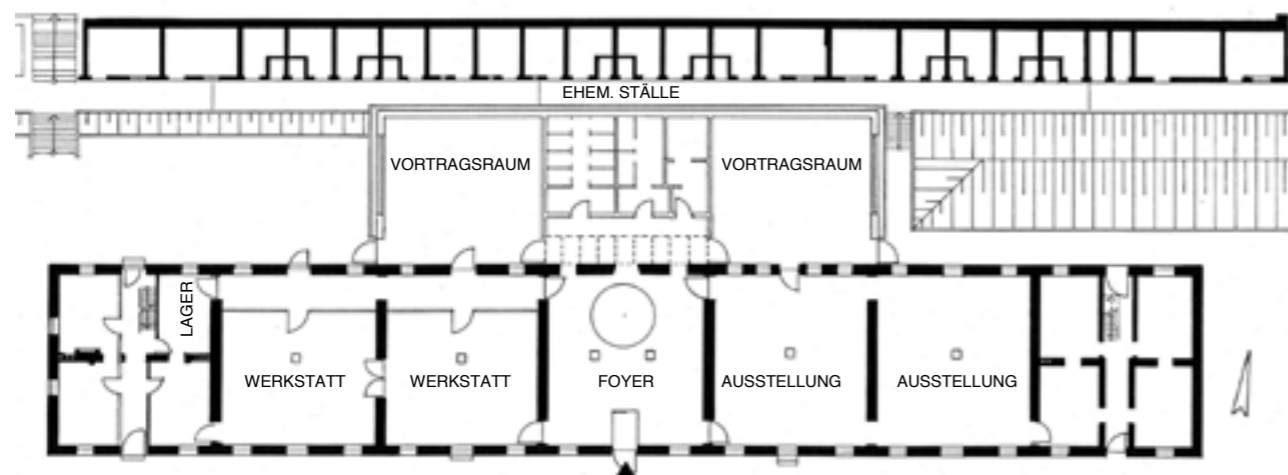 EHEM. STÄLLE
VORTRAGSRAUM
VORTRAGSRAUM
LAGER
WERKSTATT
WERKSTATT
FOYER
AUSSTELLUNG
AUSSTELLUNG